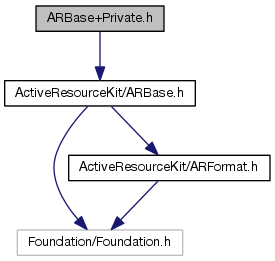 ARBase+Private.h
ActiveResourceKit/ARBase.h
ActiveResourceKit/ARFormat.h
Foundation/Foundation.h